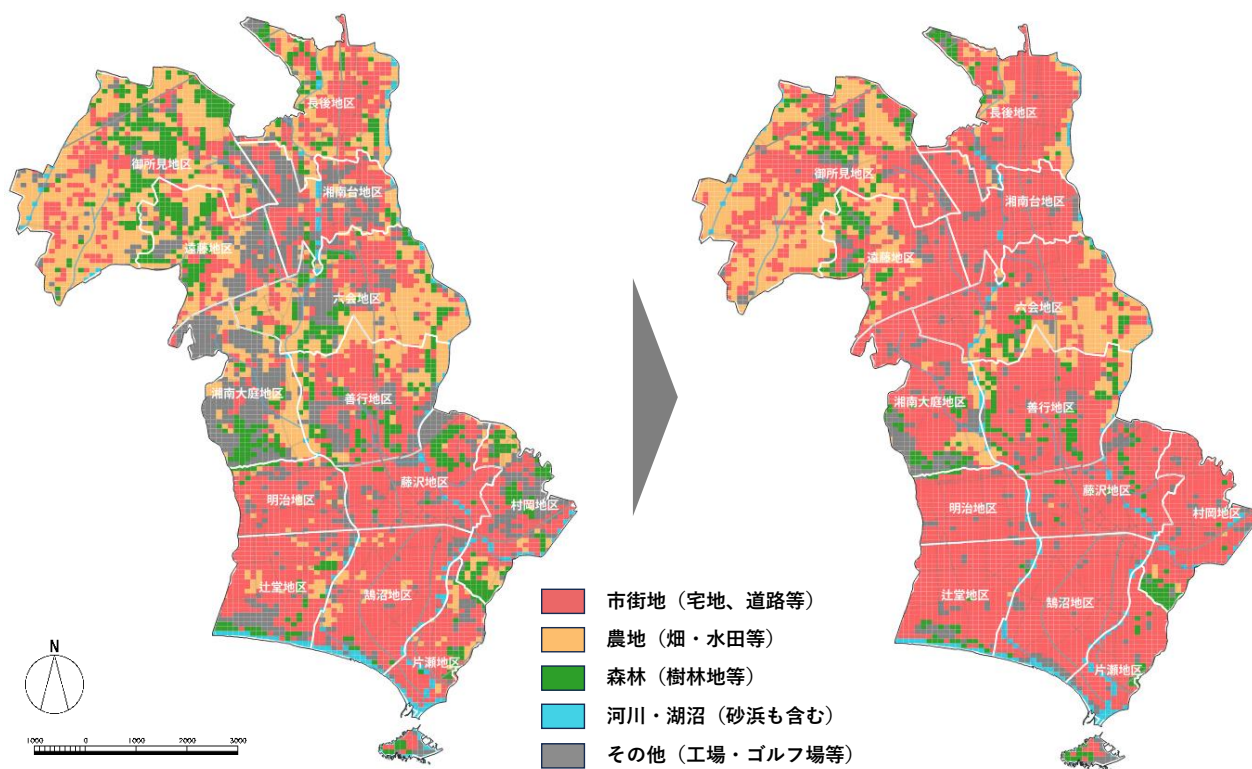 長後地区
御所見地区
湘南台地区
遠藤地区
六会地区
湘南大庭地区
善行地区
藤沢地区
明治地区
村岡地区
辻堂地区
鵠沼地区
片瀬地区
N
1000 0 1000 2000 3000
長後地区
御所見地区
湘南台地区
遠藤地区
六会地区
湘南大庭地区
善行地区
藤沢地区
明治地区
村岡地区
辻堂地区
鵠沼地区
片瀬地区
市街地（宅地、道路等）
農地（畑・水田等）
森林（樹林地等）
河川・湖沼（砂浜も含む）
その他（工場・ゴルフ場等）